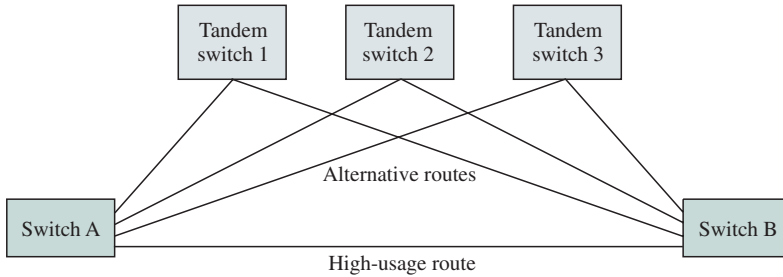 Tandem
switch 1
Tandem
switch 2
Tandem
switch 3
Alternative routes
Switch A
Switch B
High-usage route